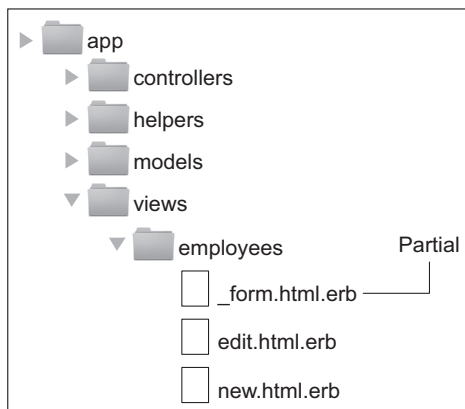 app
controllers
helpers
models
views
employees
Partial
_form.html.erb
edit.html.erb
new.html.erb